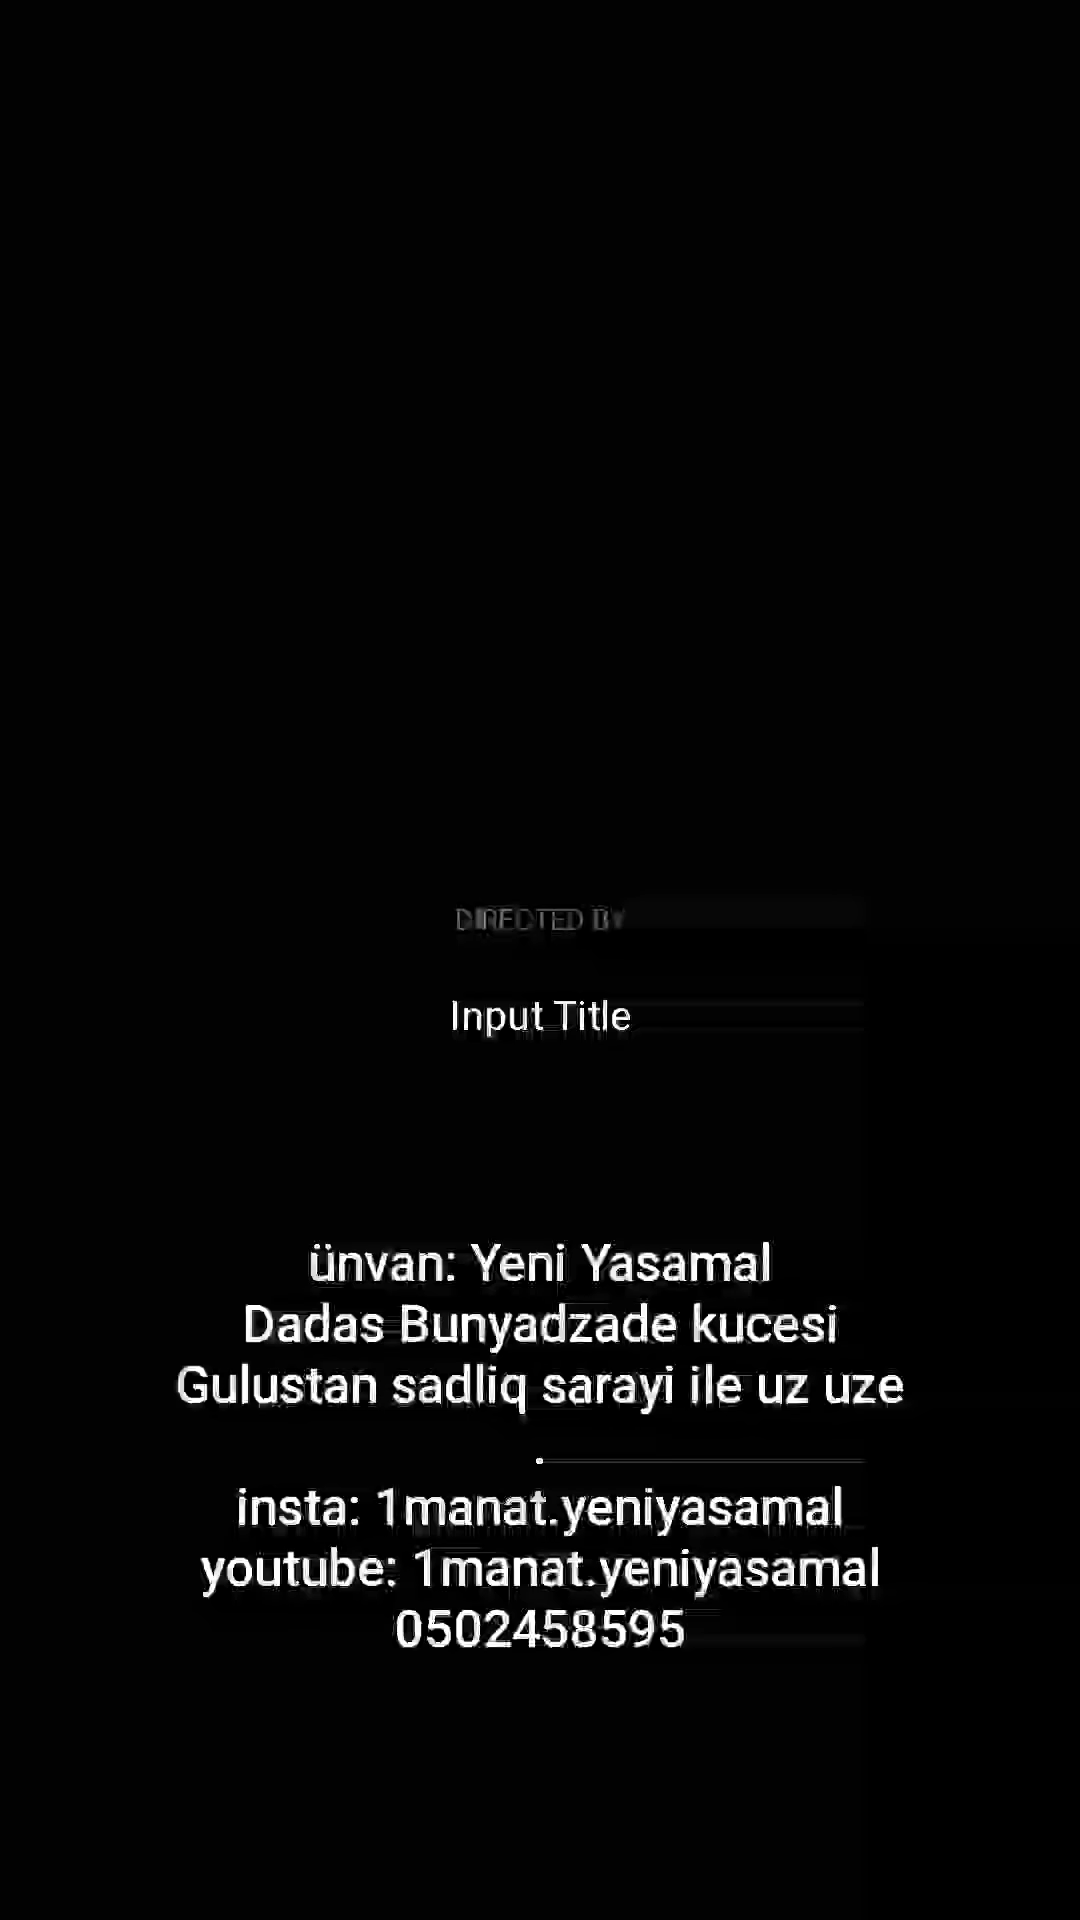 DIRECTED BY
Input Title
ünvan: Yeni Yasamal
Dadas Bunyadzade kucesi
Gulustan sadliq sarayi ile uz uze
.
insta: 1manat.yeniyasamal
youtube: 1manat.yeniyasamal
0502458595